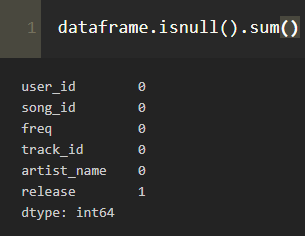 1 dataframe.isnull().sum()
user_id 0
song_id 0
freq 0
track_id 0
artist_name 0
release 1
dtype: int64